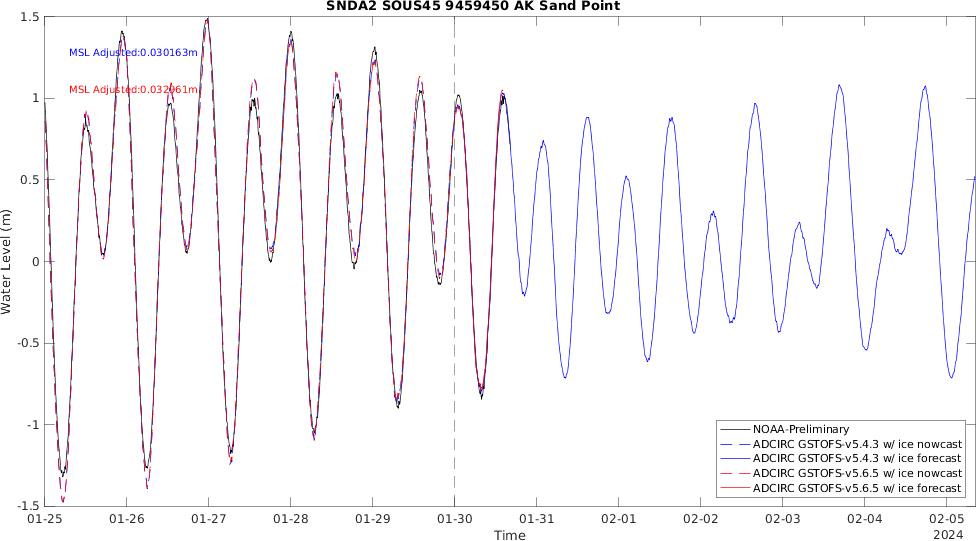 SNDA2 SOUS45 9459450 AK Sand Point
1.5
1
0.5
0
-0.5
-1
-1.5
Water Level (m)
MSL Adjusted:0.030163m
MSL Adjusted:0.032961m
NOAA-Preliminary
ADCIRC GSTOFS-v5.4.3 w/ ice nowcast
ADCIRC GSTOFS-v5.4.3 w/ ice forecast
ADCIRC GSTOFS-v5.6.5 w/ ice nowcast
ADCIRC GSTOFS-v5.6.5 w/ ice forecast
01-25 01-26 01-27 01-28 01-29 01-30 01-31 02-01 02-02 02-03 02-04 02-05
2024
Time